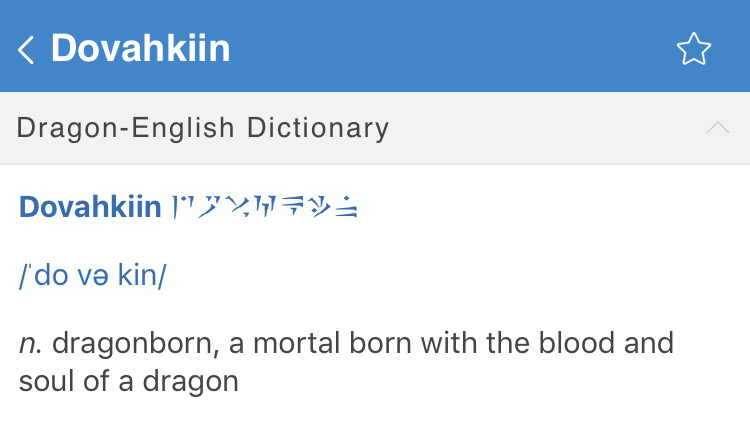 Dovahkiin
Dragon-English Dictionary
Dovahkiin
/ˈdo və kin/
n. dragonborn, a mortal born with the blood and
soul of a dragon